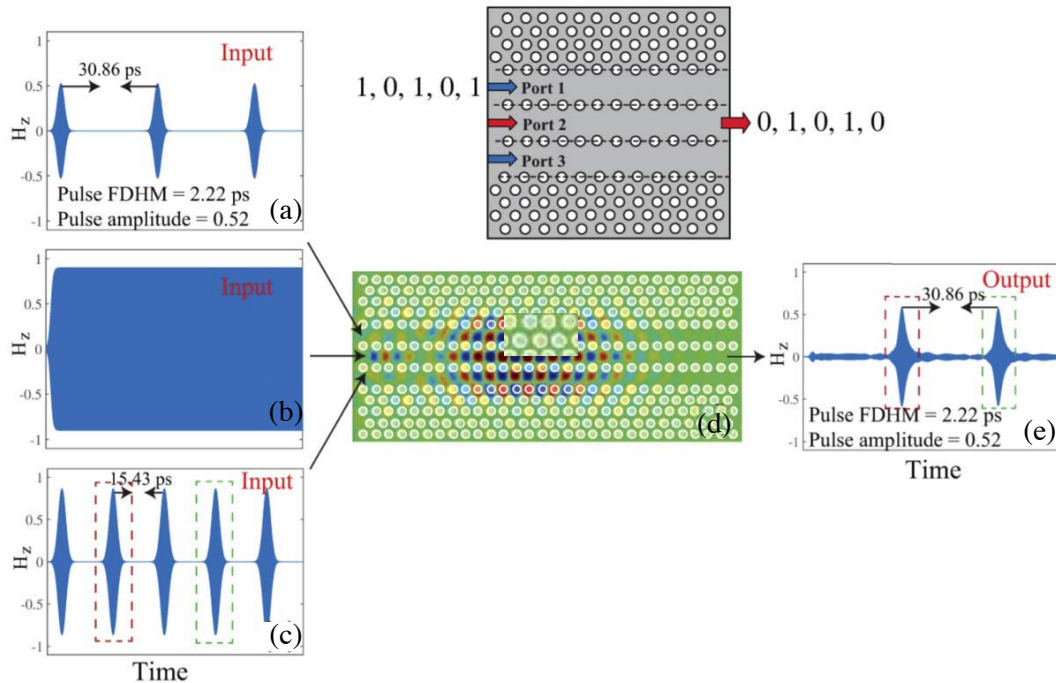 1
Input
30.86 ps
0.5
Hz
0
-0.5
Pulse FDHM = 2.22 ps
Pulse amplitude = 0.52
-1
(a)
1, 0, 1, 0, 1
Port 1
Port 2
Port 3
0, 1, 0, 1, 0
1
Input
0.5
Hz
0
-0.5
-1
(b)
(d)
1
Output
30.86 ps
0.5
Hz
0
-0.5
Pulse FDHM = 2.22 ps
Pulse amplitude = 0.52
-1
(e)
Time
1
15.43 ps
Input
0.5
Hz
0
-0.5
-1
(c)
Time